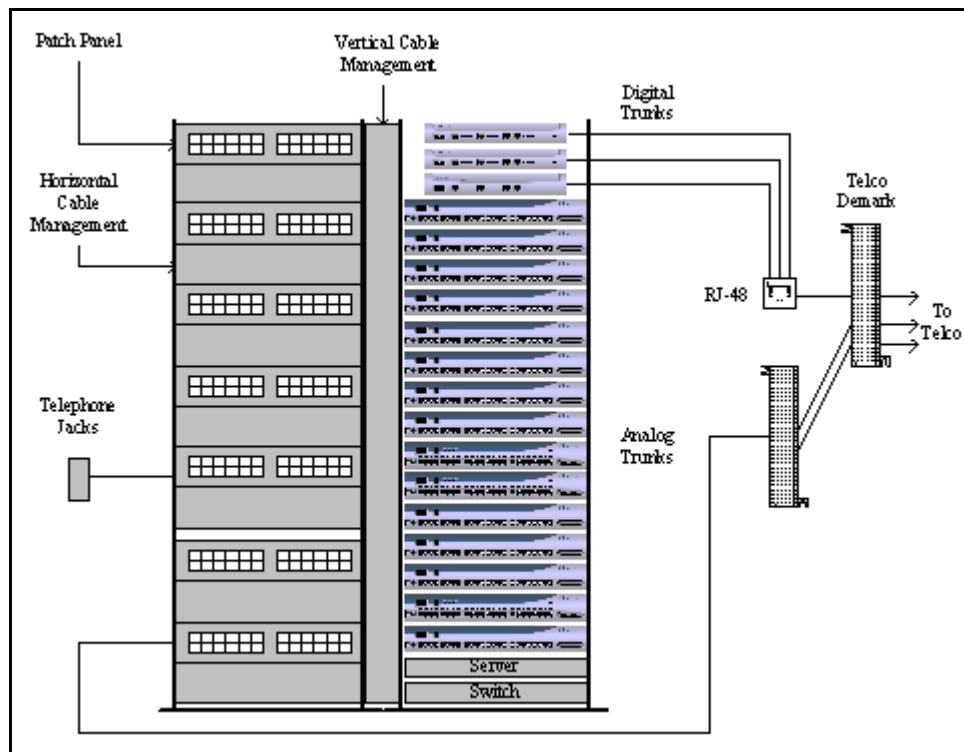 Patch Panel
Vertical Cable
Management
Digital
Trunks
Horizontal
Cable
Management
Telco
Demark
RJ-48
To
Telco
Telephone
Jacks
Analog
Trunks
Server
Switch